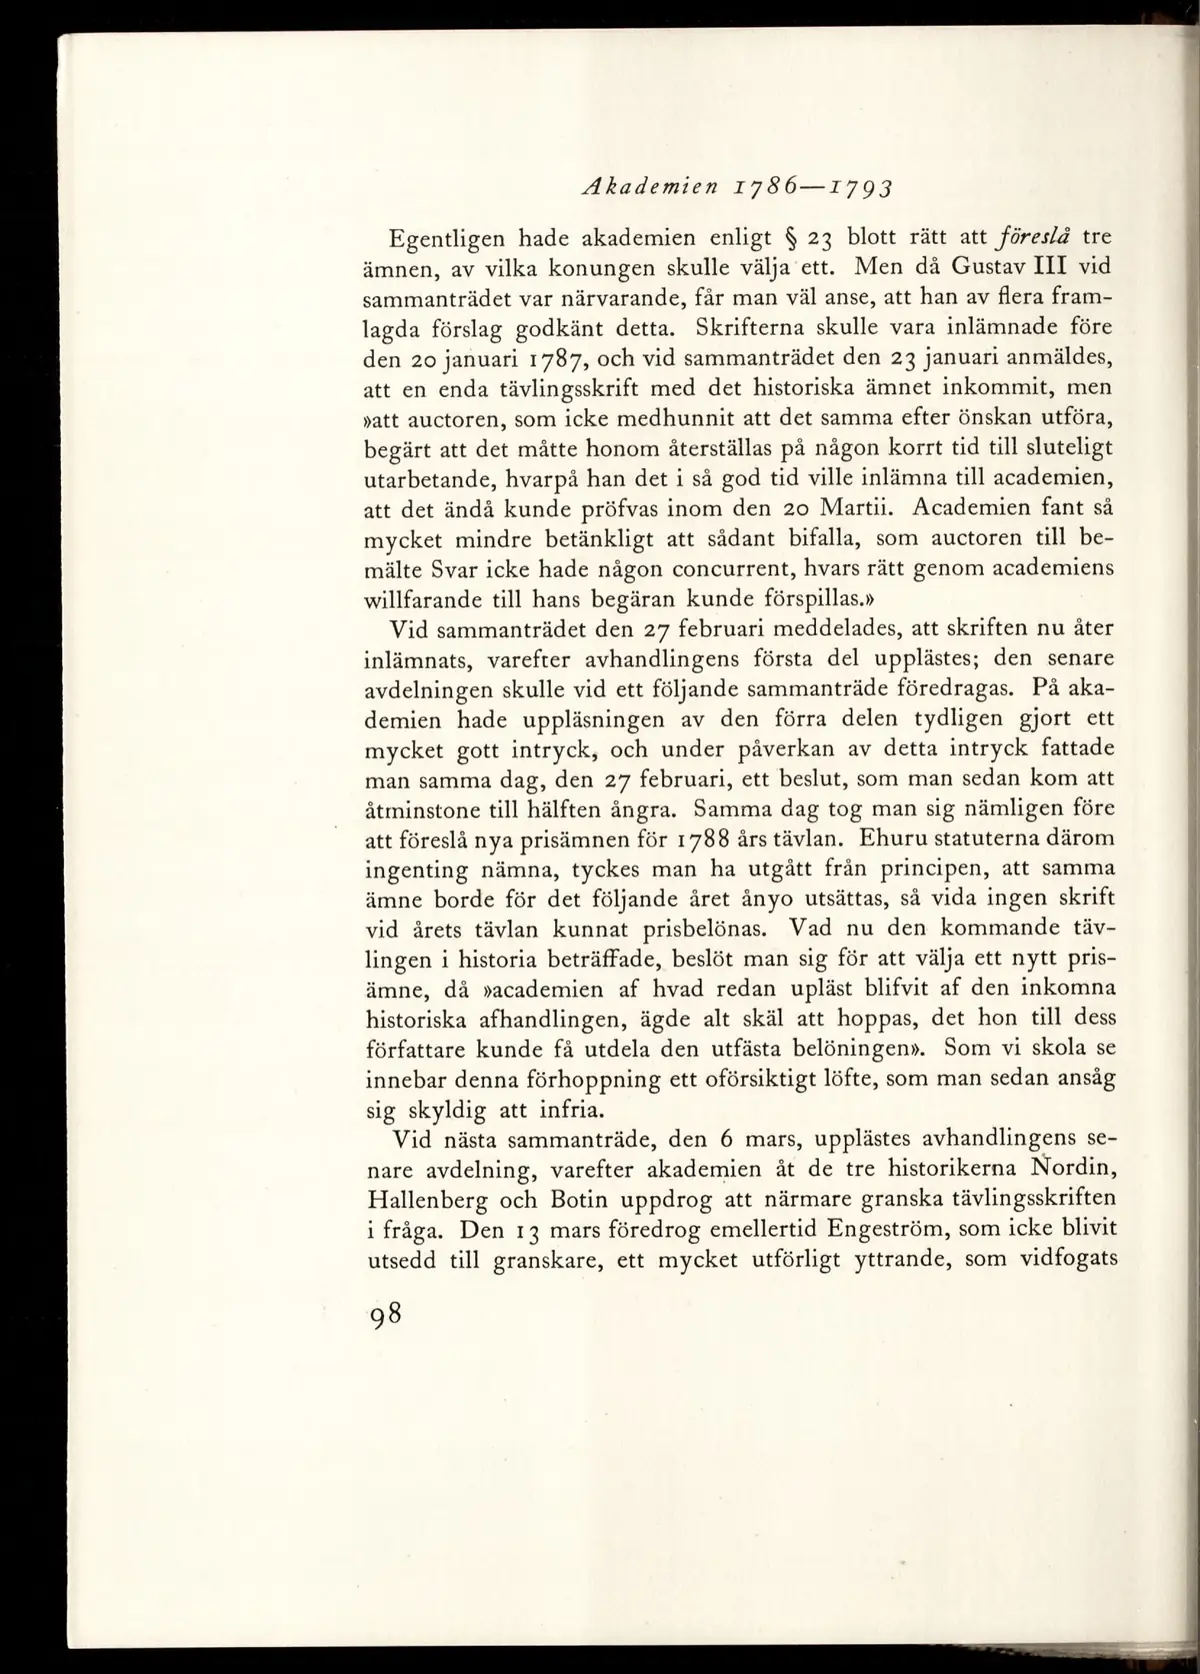 Akademien 1786—1793
Egentligen hade akademien enligt § 23 blott rätt att föreslå tre
ämnen, av vilka konungen skulle välja ett. Men då Gustav III vid
sammanträdet var närvarande, får man väl anse, att han av flera fram-
lagda förslag godkänt detta. Skrifterna skulle vara inlämnade före
den 20 januari 1787, och vid sammanträdet den 23 januari anmäldes,
att en enda tävlingsskrift med det historiska ämnet inkommit, men
»att auctoren, som icke medhunnit att det samma efter önskan utföra,
begärt att det måtte honom återställas på någon korrt tid till sluteligt
utarbetande, hvarpå han det i så god tid ville inlämna till academien,
att det ändå kunde pröfvas inom den 20 Martii. Academien fant så
mycket mindre betänkligt att sådant bifalla, som auctoren till be-
mälte Svar icke hade någon concurrent, hvars rätt genom academiens
willfarande till hans begäran kunde förspillas.»
Vid sammanträdet den 27 februari meddelades, att skriften nu åter
inlämnats, varefter avhandlingens första del upplästes; den senare
avdelningen skulle vid ett följande sammanträde föredragas. På aka-
demien hade uppläsningen av den förra delen tydligen gjort ett
mycket gott intryck, och under påverkan av detta intryck fattade
man samma dag, den 27 februari, ett beslut, som man sedan kom att
åtminstone till hälften ångra. Samma dag tog man sig nämligen före
att föreslå nya prisämnen för 1788 års tävlan. Ehuru statuterna därom
ingenting nämna, tyckes man ha utgått från principen, att samma
ämne borde för det följande året ånyo utsättas, så vida ingen skrift
vid årets tävlan kunnat prisbelönas. Vad nu den kommande täv-
lingen i historia beträffade, beslöt man sig för att välja ett nytt pris-
ämne, då »academien af hvad redan upläst blifvit af den inkomna
historiska afhandlingen, ägde alt skäl att hoppas, det hon till dess
författare kunde få utdela den utfästa belöningen». Som vi skola se
innebar denna förhoppning ett oförsiktigt löfte, som man sedan ansåg
sig skyldig att infria.
Vid nästa sammanträde, den 6 mars, upplästes avhandlingens se-
nare avdelning, varefter akademien åt de tre historikerna Nordin,
Hallenberg och Botin uppdrog att närmare granska tävlingsskriften
i fråga. Den 13 mars föredrog emellertid Engeström, som icke blivit
utsedd till granskare, ett mycket utförligt yttrande, som vidfogats
98